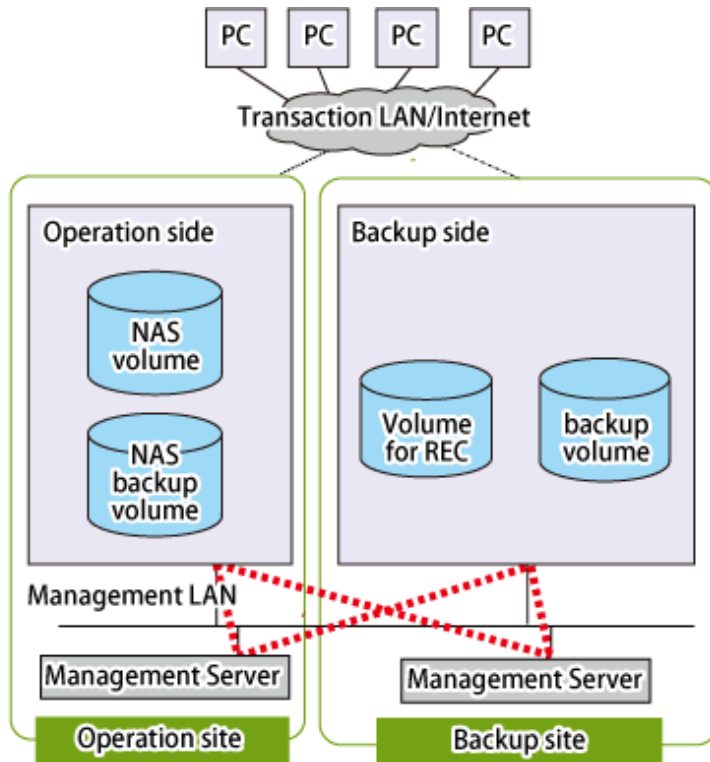 PC PC PC PC
Transaction LAN/Internet
Operation side
NAS
volume
NAS
backup
volume
Backup side
Volume
for REC
backup
volume
Management LAN
Management Server
Management Server
Operation site
Backup site